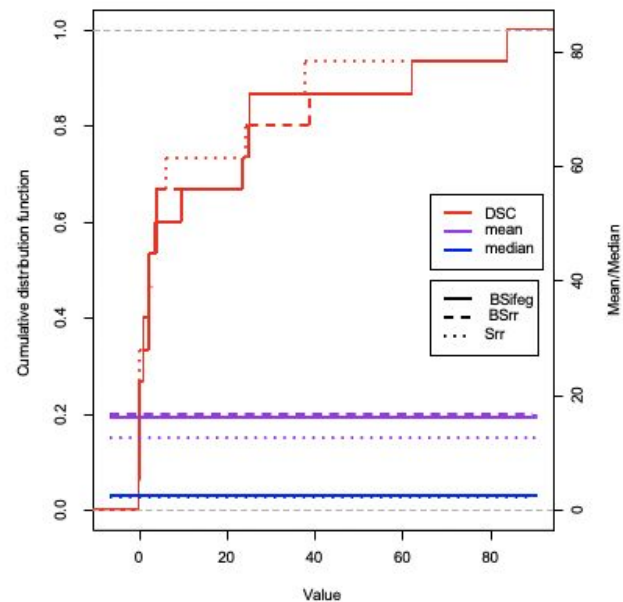 1.0
0.8
0.6
0.4
0.2
0.0
Cumulative distribution function
80
60
40
20
0
Mean/Median
DSC
mean
median
BSifeg
BSrr
Srr
0 20 40 60 80
Value